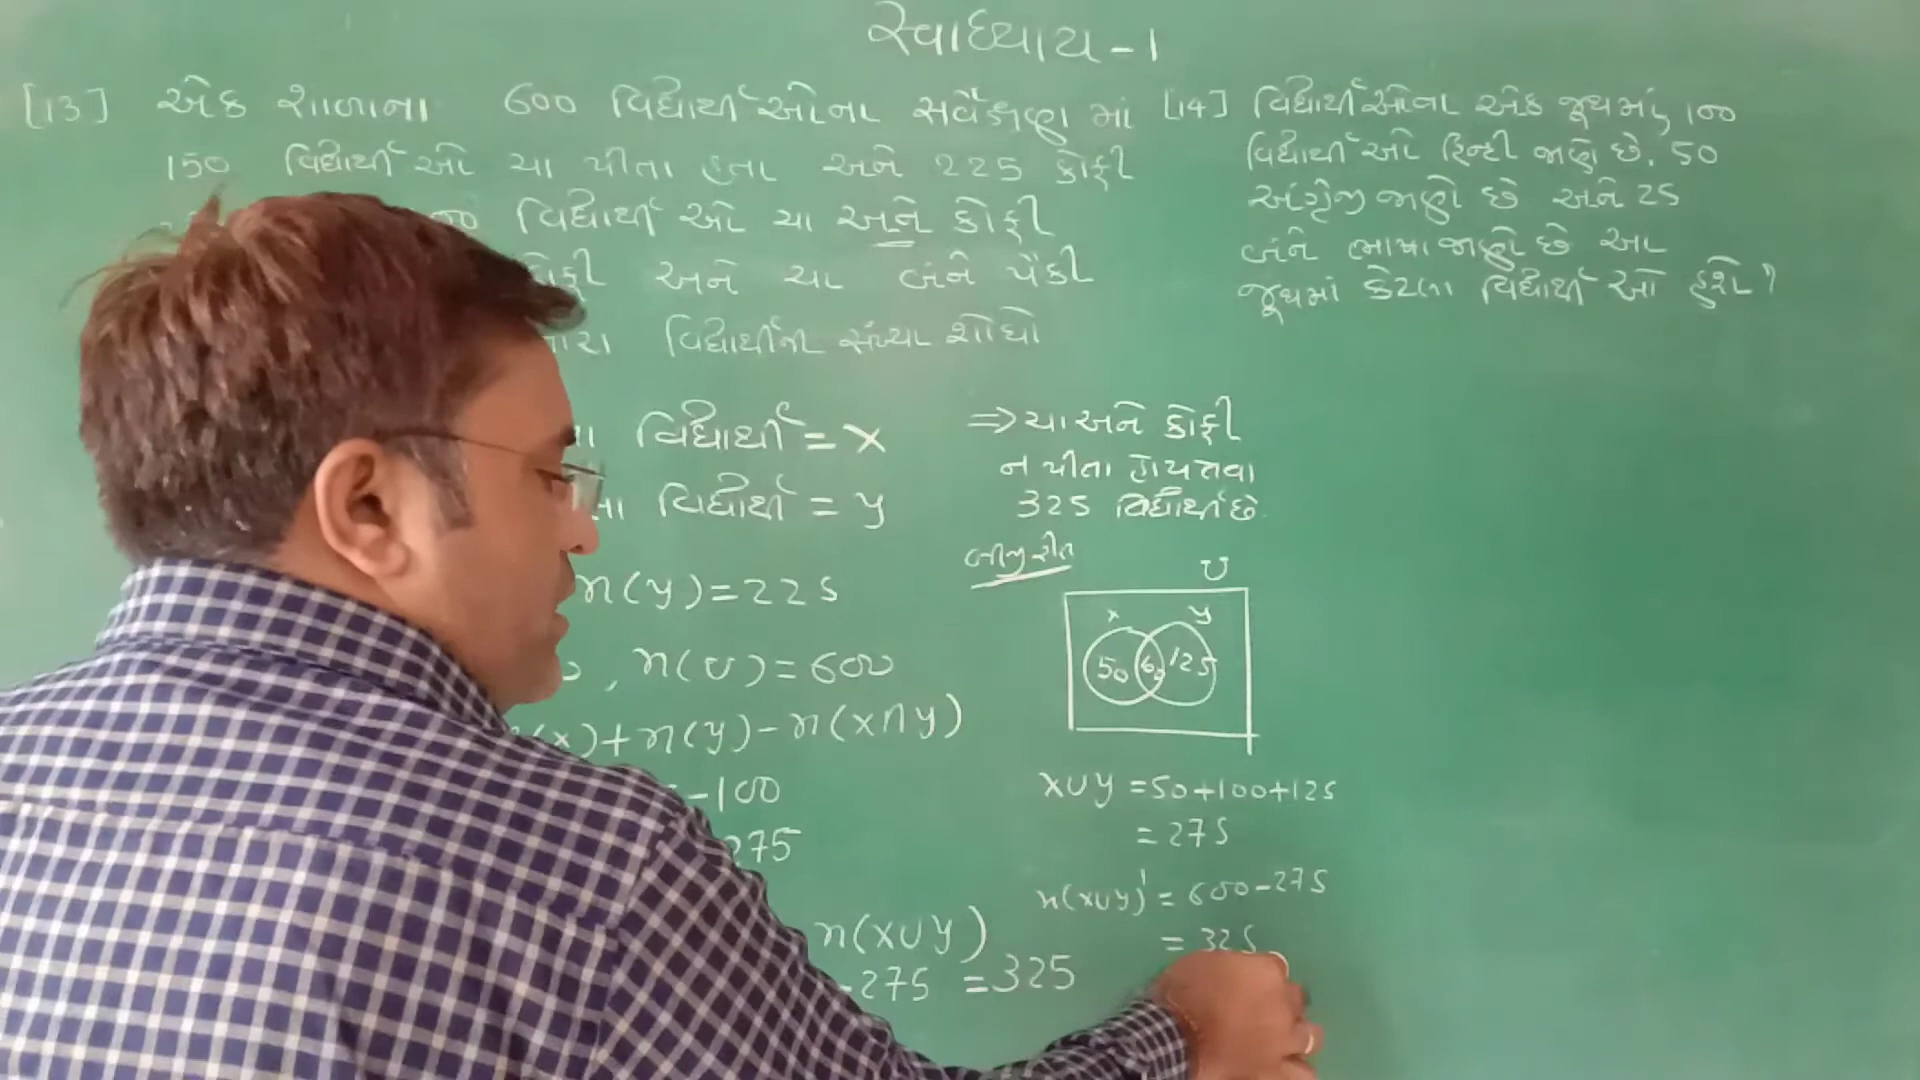 સ્વાધ્યાય-1
[13] એક શાળાના 600 વિદ્યાર્થીઓના સર્વેક્ષણ માં
150 વિદ્યાર્થીઓ ચા પીતા હતા અને 225 કોફી
વિદ્યાર્થીઓ ચા અને કોફી
અને ચા બંને પૈકી
વિદ્યાર્થીની સંખ્યા શોધો
વિદ્યાર્થી = X
વિદ્યાર્થી = y
n(y)=225
, n(U)=600
(x)+n(y)-n(x∩y)
-100
275
n(x∪y)
-275 =325
⇒ ચા અને કોફી
ન પીતા હોય તેવા
325 વિદ્યાર્થી છે.
બીજી રીત
U
x y
50 125
x∪y =50+100+125
= 275
n(x∪y)' = 600-275
= 325
[14] વિદ્યાર્થીઓના એક જૂથમાં, 100
વિદ્યાર્થીઓ હિન્દી જાણે છે, 50
અંગ્રેજી જાણે છે અને 25
બંને ભાષા જાણે છે આ
જૂથમાં કેટલા વિદ્યાર્થીઓ હશે?